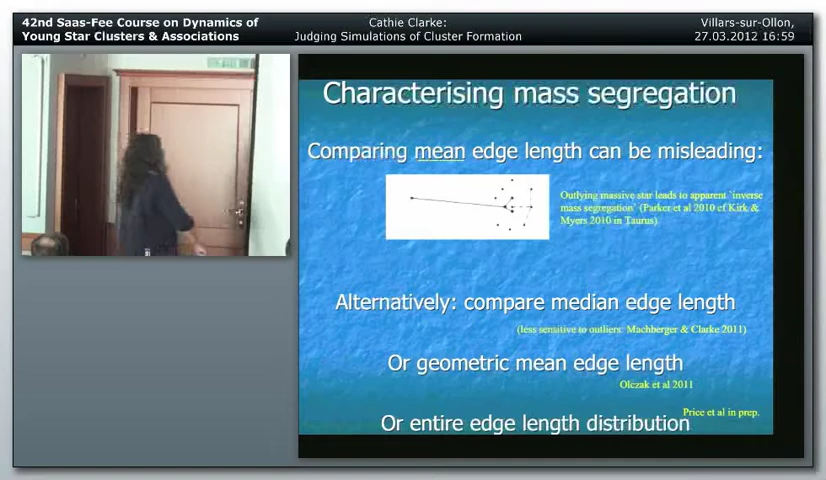 42nd Saas-Fee Course on Dynamics of
Young Star Clusters & Associations
Cathie Clarke:
Judging Simulations of Cluster Formation
Villars-sur-Ollon,
27.03.2012 16:59
Characterising mass segregation
Comparing mean edge length can be misleading:
Outlying massive star leads to apparent `inverse
mass segregation' (Parker et al 2010 cf Kirk &
Myers 2010 in Taurus)
Alternatively: compare median edge length
(less sensitive to outliers: Machberger & Clarke 2011)
Or geometric mean edge length
Olczak et al 2011
Price et al in prep.
Or entire edge length distribution